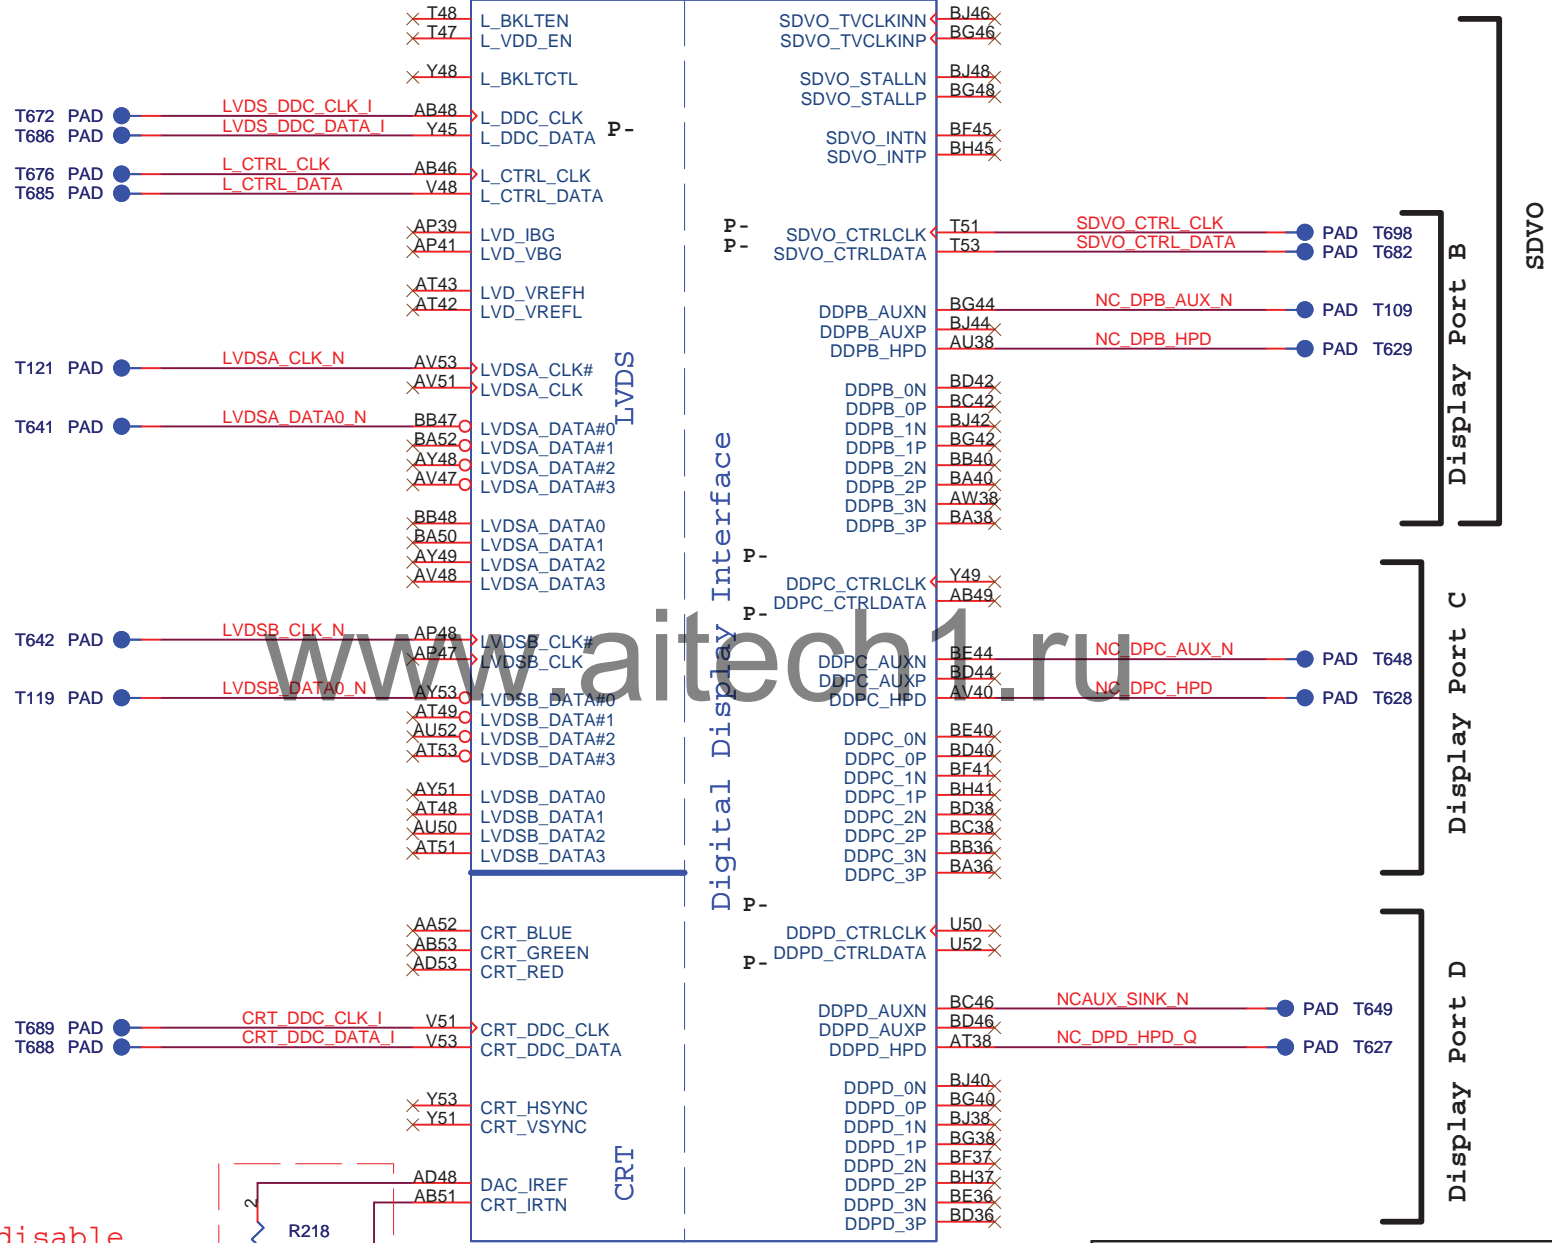 T48 L_BKLTEN SDVO_TVCLKINN BJ46
T47 L_VDD_EN SDVO_TVCLKINP BG46
Y48 L_BKLTCTL SDVO_STALLN BJ48
SDVO_STALLP BG48
T672 PAD LVDS_DDC_CLK_I AB48 L_DDC_CLK
T686 PAD LVDS_DDC_DATA_I Y45 L_DDC_DATA P- SDVO_INTN BF45
SDVO_INTP BH45
T676 PAD L_CTRL_CLK AB46 L_CTRL_CLK
T685 PAD L_CTRL_DATA V48 L_CTRL_DATA
AP39 LVD_IBG P- SDVO_CTRLCLK T51 SDVO_CTRL_CLK PAD T698
AP41 LVD_VBG P- SDVO_CTRLDATA T53 SDVO_CTRL_DATA PAD T682
SDVO
AT43 LVD_VREFH
AT42 LVD_VREFL DDPB_AUXN BG44 NC_DPB_AUX_N PAD T109
DDPB_AUXP BJ44
DDPB_HPD AU38 NC_DPB_HPD PAD T629
Display Port B
T121 PAD LVDSA_CLK_N AV53 LVDSA_CLK#
AV51 LVDSA_CLK DDPB_0N BD42
LVDS
DDPB_0P BC42
T641 PAD LVDSA_DATA0_N BB47 LVDSA_DATA#0 DDPB_1N BJ42
BA52 LVDSA_DATA#1 DDPB_1P BG42
AY48 LVDSA_DATA#2 DDPB_2N BB40
AV47 LVDSA_DATA#3 DDPB_2P BA40
DDPB_3N AW38
BB48 LVDSA_DATA0 DDPB_3P BA38
BA50 LVDSA_DATA1
AY49 LVDSA_DATA2 P-
AV48 LVDSA_DATA3 DDPC_CTRLCLK Y49
P- DDPC_CTRLDATA AB49
Digital Display Interface
www.aitech1.ru
T642 PAD LVDSB_CLK_N AP48 LVDSB_CLK#
AP47 LVDSB_CLK DDPC_AUXN BE44 NC_DPC_AUX_N PAD T648
DDPC_AUXP BD44
T119 PAD LVDSB_DATA0_N AY53 LVDSB_DATA#0 DDPC_HPD AV40 NC_DPC_HPD PAD T628
Display Port C
AT49 LVDSB_DATA#1
AU52 LVDSB_DATA#2 DDPC_0N BE40
AT53 LVDSB_DATA#3 DDPC_0P BD40
DDPC_1N BF41
AY51 LVDSB_DATA0 DDPC_1P BH41
AT48 LVDSB_DATA1 DDPC_2N BD38
AU50 LVDSB_DATA2 DDPC_2P BC38
AT51 LVDSB_DATA3 DDPC_3N BB36
DDPC_3P BA36
P-
AA52 CRT_BLUE DDPD_CTRLCLK U50
AB53 CRT_GREEN DDPD_CTRLDATA U52
AD53 CRT_RED P-
DDPD_AUXN BC46 NCAUX_SINK_N PAD T649
T689 PAD CRT_DDC_CLK_I V51 CRT_DDC_CLK DDPD_AUXP BD46
T688 PAD CRT_DDC_DATA_I V53 CRT_DDC_DATA DDPD_HPD AT38 NC_DPD_HPD_Q PAD T627
Display Port D
DDPD_0N BJ40
Y53 CRT_HSYNC DDPD_0P BG40
Y51 CRT_VSYNC DDPD_1N BJ38
DDPD_1P BG38
CRT
DDPD_2N BF37
AD48 DAC_IREF DDPD_2P BH37
AB51 CRT_IRTN DDPD_3N BE36
DDPD_3P BD36
2
R218
disable